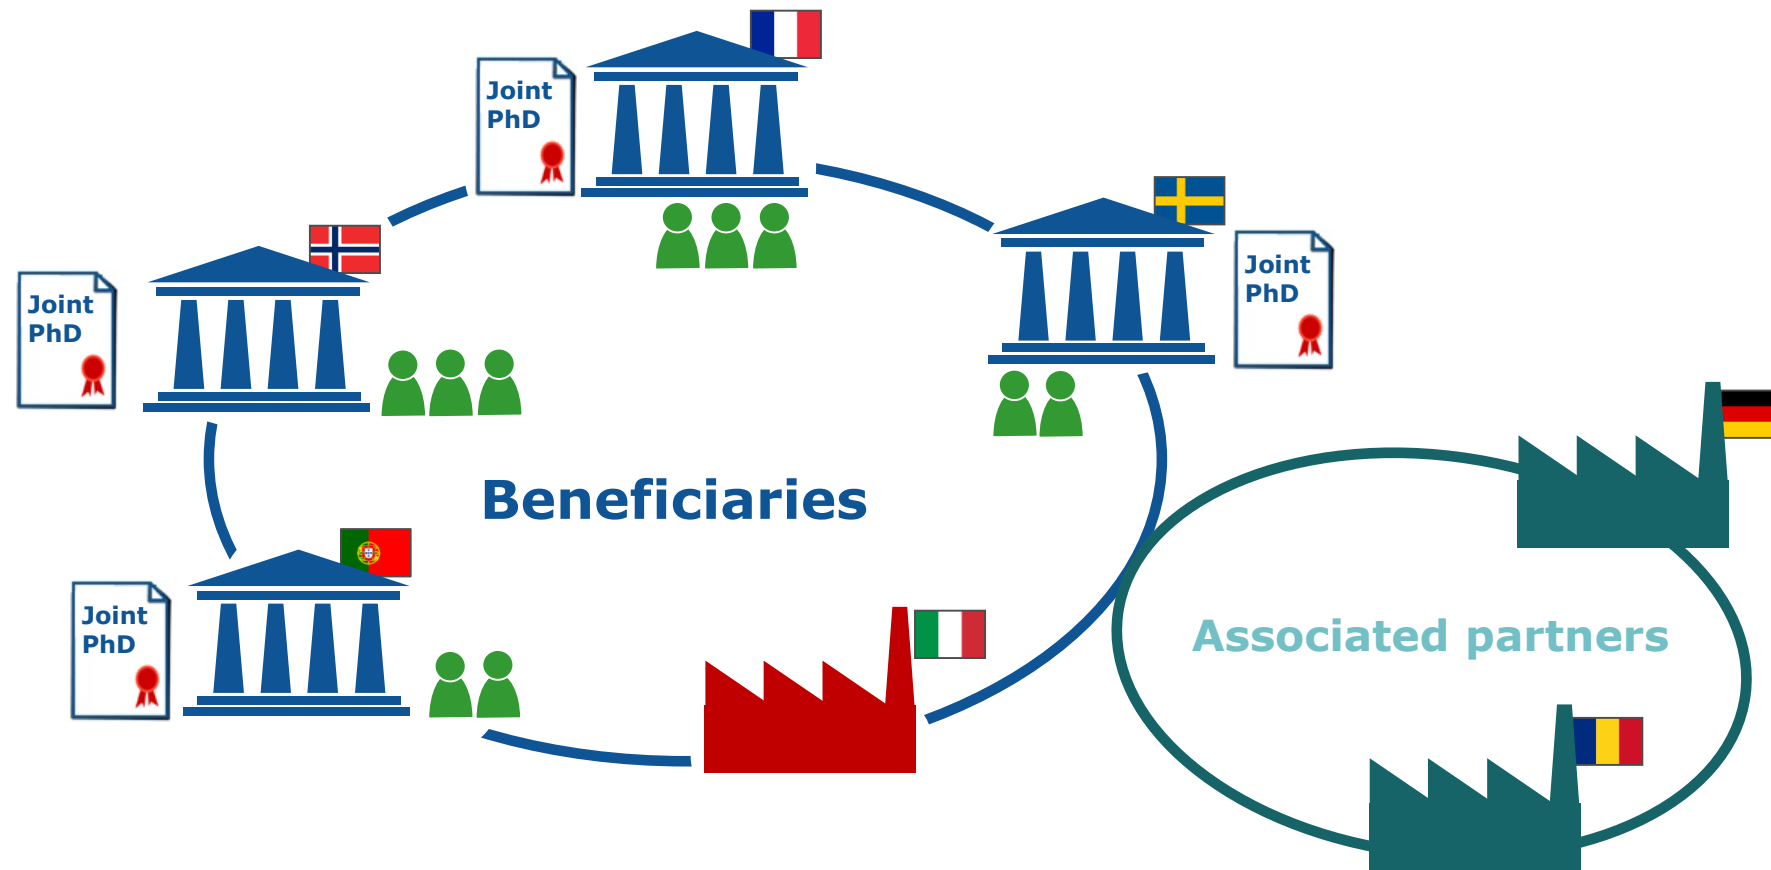 Joint
PhD
Joint
PhD
Joint
PhD
Beneficiaries
Joint
PhD
Associated partners